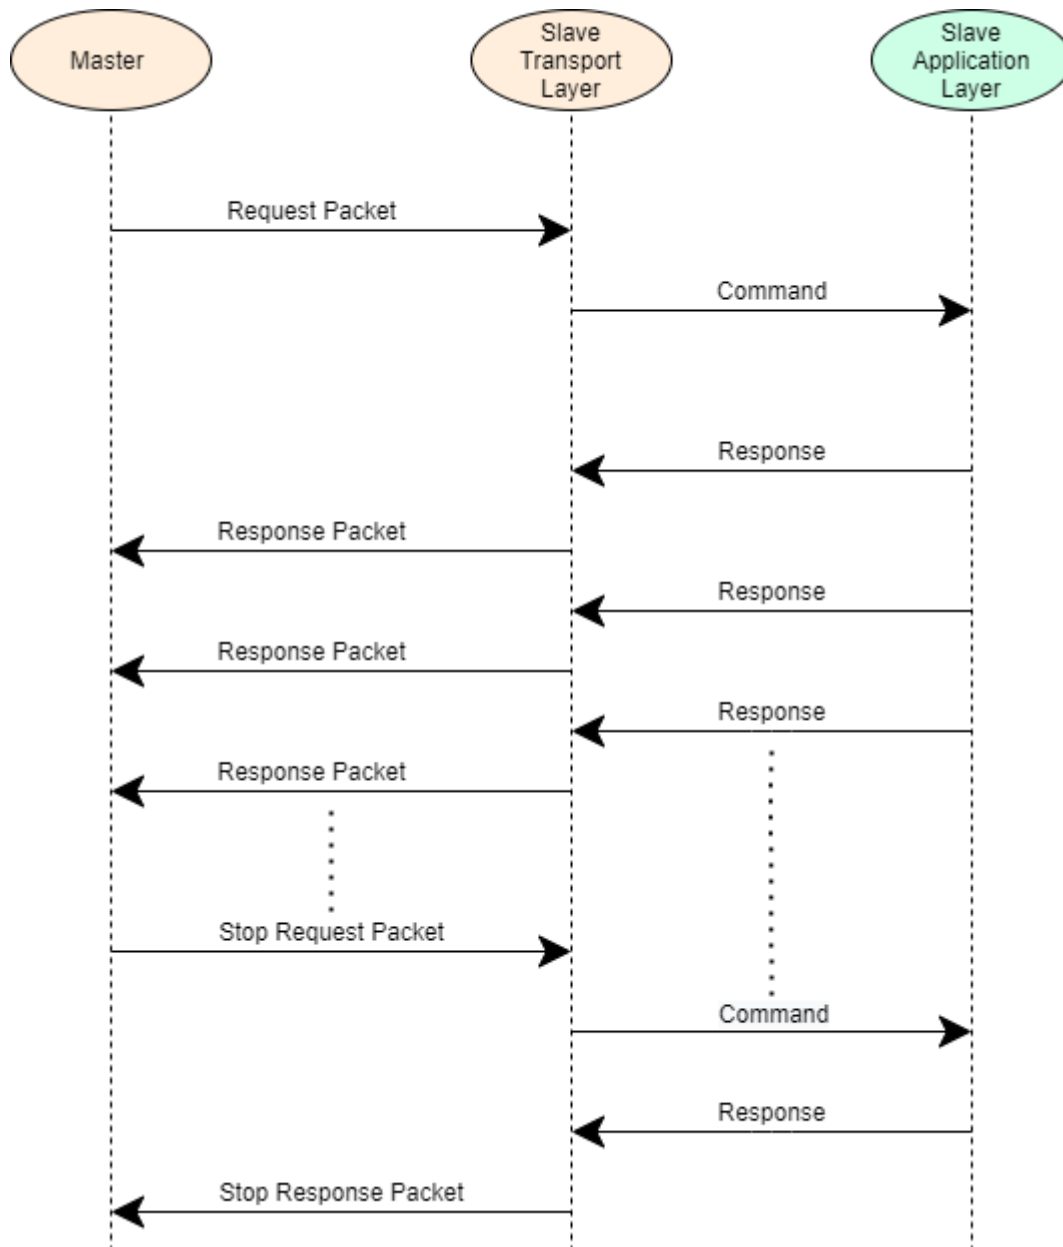 Master
Slave
Transport
Layer
Slave
Application
Layer
Request Packet
Command
Response
Response Packet
Response
Response Packet
Response
Response Packet
Stop Request Packet
Command
Response
Stop Response Packet